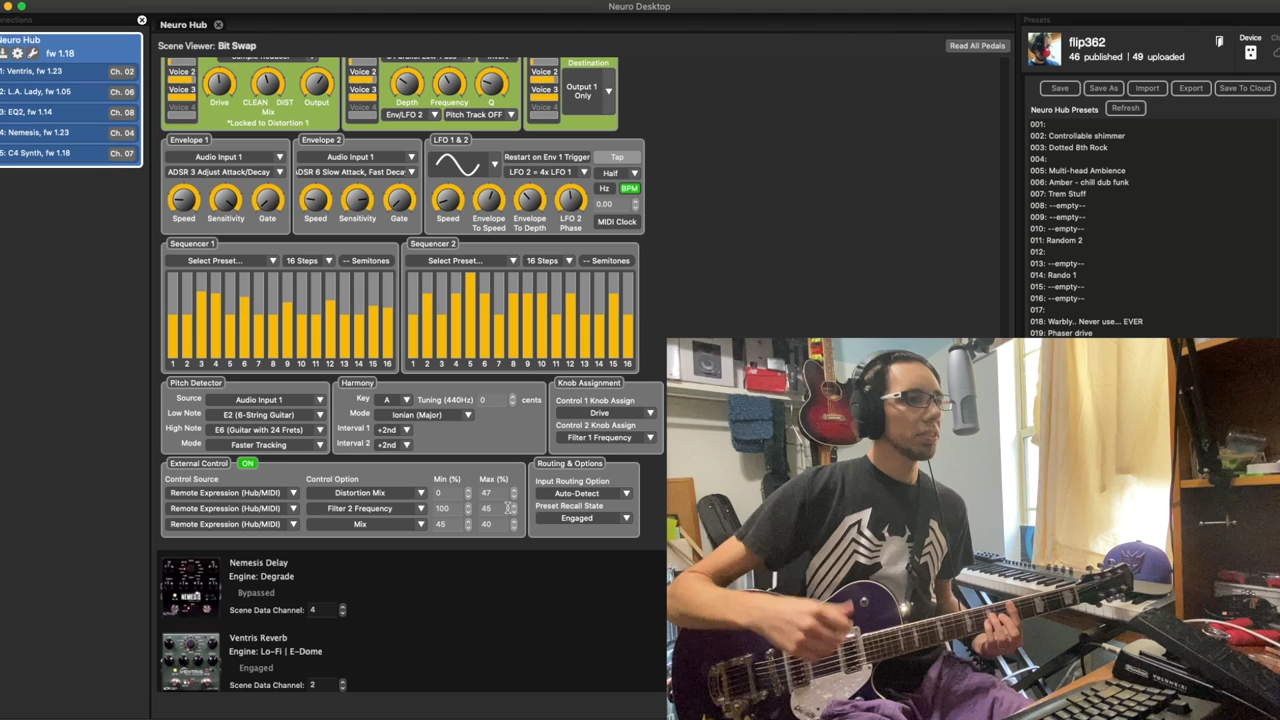 Neuro Desktop
Neuro Hub
Presets
Neuro Hub
fw 1.18
1: Ventris, fw 1.23 Ch. 02
2: L.A. Lady, fw 1.05 Ch. 06
3: EQ2, fw 1.14 Ch. 08
4: Nemesis, fw 1.23 Ch. 04
5: C4 Synth, fw 1.18 Ch. 07
Scene Viewer: Bit Swap
Read All Pedals
Voice 2
Voice 3
Voice 4
Drive
CLEAN DIST
Mix
Output
*Locked to Distortion 1
Voice 2
Voice 3
Voice 4
Depth
Frequency
Q
Env/LFO 2
Pitch Track OFF
Voice 2
Voice 3
Voice 4
Destination
Output 1
Only
Envelope 1
Audio Input 1
ADSR 3 Adjust Attack/Decay
Speed
Sensitivity
Gate
Envelope 2
Audio Input 1
ADSR 6 Slow Attack, Fast Deca
Speed
Sensitivity
Gate
LFO 1 & 2
Restart on Env 1 Trigger
LFO 2 = 4x LFO 1
Tap
Half
Hz
BPM
0.00
MIDI Clock
Speed
Envelope
To Speed
Envelope
To Depth
LFO 2
Phase
Sequencer 1
Select Preset...
16 Steps
-- Semitones
1 2 3 4 5 6 7 8 9 10 11 12 13 14 15 16
Sequencer 2
Select Preset...
16 Steps
-- Semitones
1 2 3 4 5 6 7 8 9 10 11 12 13 14 15 16
Pitch Detector
Source Audio Input 1
Low Note E2 (6-String Guitar)
High Note E6 (Guitar with 24 Frets)
Mode Faster Tracking
Harmony
Key A Tuning (440Hz) 0 cents
Mode Ionian (Major)
Interval 1 +2nd
Interval 2 +2nd
Knob Assignment
Control 1 Knob Assign
Drive
Control 2 Knob Assign
Filter 1 Frequency
External Control ON
Control Source Control Option Min (%) Max (%)
Remote Expression (Hub/MIDI) Distortion Mix 0 47
Remote Expression (Hub/MIDI) Filter 2 Frequency 100 45
Remote Expression (Hub/MIDI) Mix 45 40
Routing & Options
Input Routing Option
Auto-Detect
Preset Recall State
Engaged
Nemesis Delay
Engine: Degrade
Bypassed
Scene Data Channel: 4
Ventris Reverb
Engine: Lo-Fi | E-Dome
Engaged
Scene Data Channel: 2
flip362
46 published | 49 uploaded
Device
Save
Save As
Import
Export
Save To Cloud
Neuro Hub Presets
Refresh
001:
002: Controllable shimmer
003: Dotted 8th Rock
004:
005: Multi-head Ambience
006: Amber - chill dub funk
007: Trem Stuff
008: --empty--
009: --empty--
010: --empty--
011: Random 2
012:
013: --empty--
014: Rando 1
015: --empty--
016: --empty--
017:
018: Warbly.. Never use... EVER
019: Phaser drive